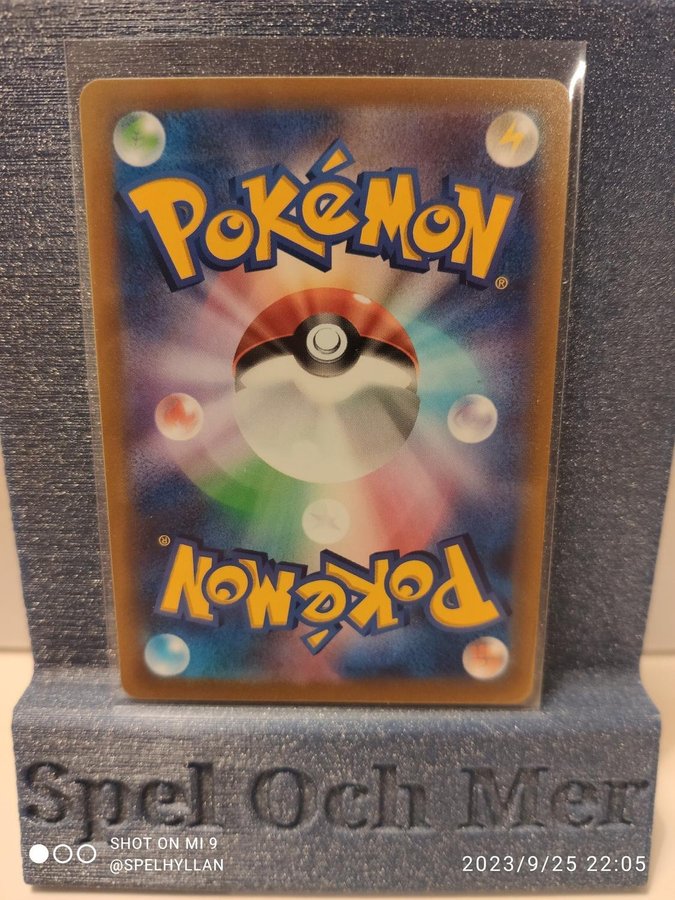 POKéMON
®
®
POKéMON
Spel Och Mer
SHOT ON MI 9
@SPELHYLLAN
2023/9/25 22:05